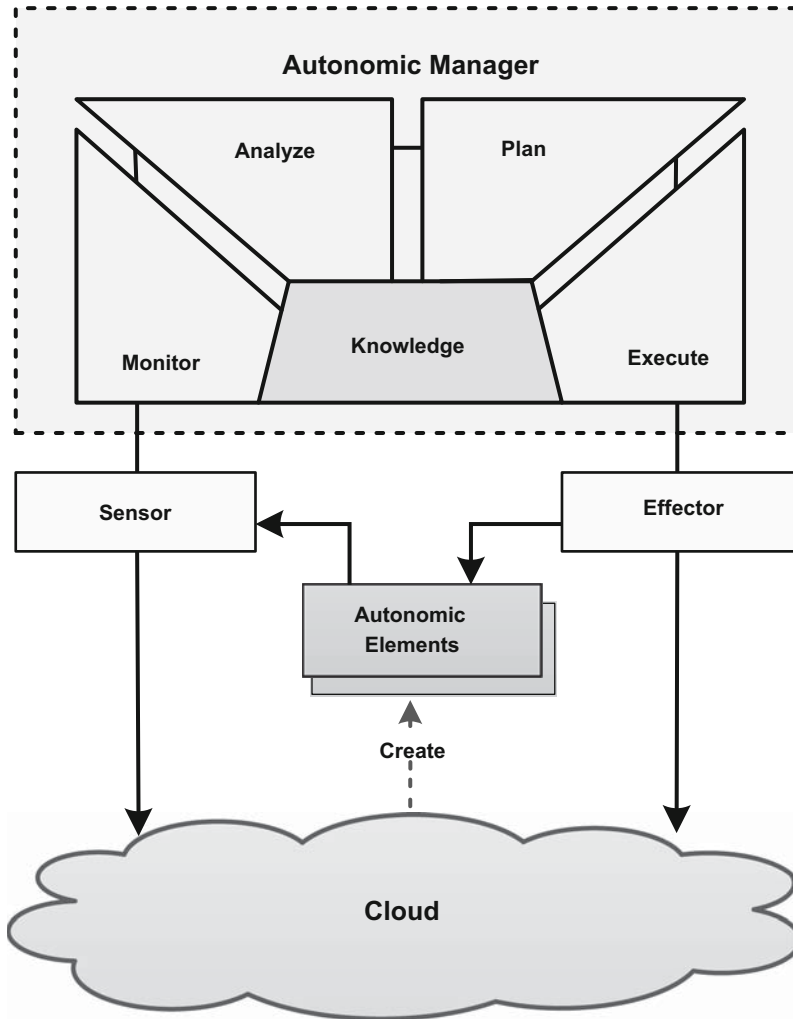 Autonomic Manager
Analyze
Plan
Monitor
Knowledge
Execute
Sensor
Effector
Autonomic
Elements
Create
Cloud